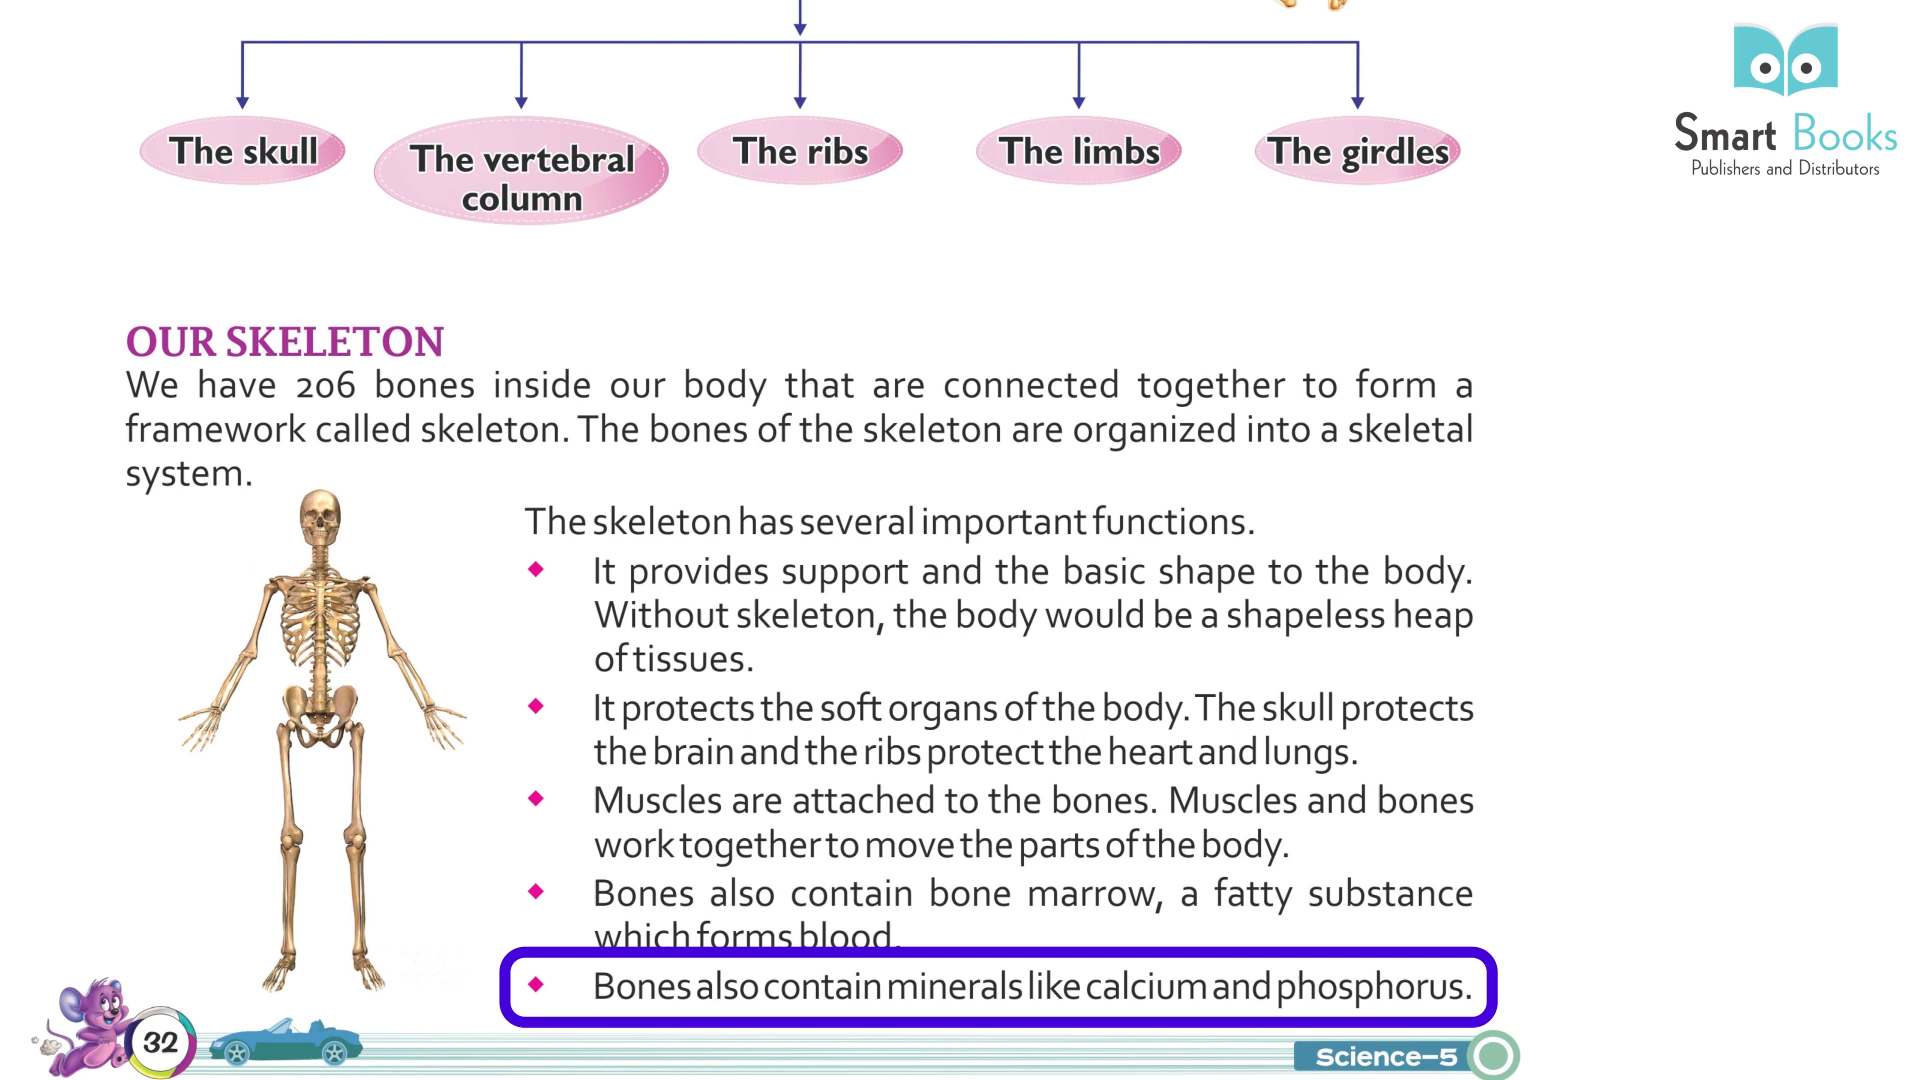 The skull
The vertebral
column
The ribs
The limbs
The girdles
Smart Books
Publishers and Distributors
OUR SKELETON
We have 206 bones inside our body that are connected together to form a
framework called skeleton. The bones of the skeleton are organized into a skeletal
system.
The skeleton has several important functions.
It provides support and the basic shape to the body.
Without skeleton, the body would be a shapeless heap
of tissues.
It protects the soft organs of the body. The skull protects
the brain and the ribs protect the heart and lungs.
Muscles are attached to the bones. Muscles and bones
work together to move the parts of the body.
Bones also contain bone marrow, a fatty substance
which forms blood.
Bones also contain minerals like calcium and phosphorus.
32
Science–5